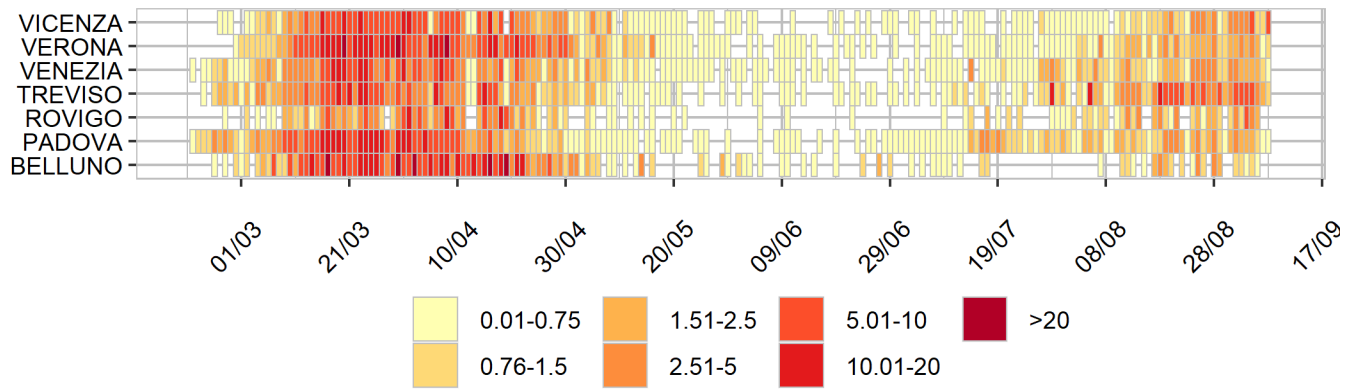 VICENZA
VERONA
VENEZIA
TREVISO
ROVIGO
PADOVA
BELLUNO
01/03 21/03 10/04 30/04 20/05 09/06 29/06 19/07 08/08 28/08 17/09
0.01-0.75 1.51-2.5 5.01-10 >20
0.76-1.5 2.51-5 10.01-20